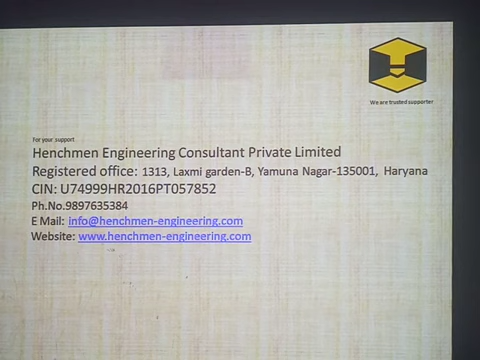 We are trusted supporter
For your support
Henchmen Engineering Consultant Private Limited
Registered office: 1313, Laxmi garden-B, Yamuna Nagar-135001, Haryana
CIN: U74999HR2016PT057852
Ph.No.9897635384
E Mail: info@henchmen-engineering.com
Website: www.henchmen-engineering.com